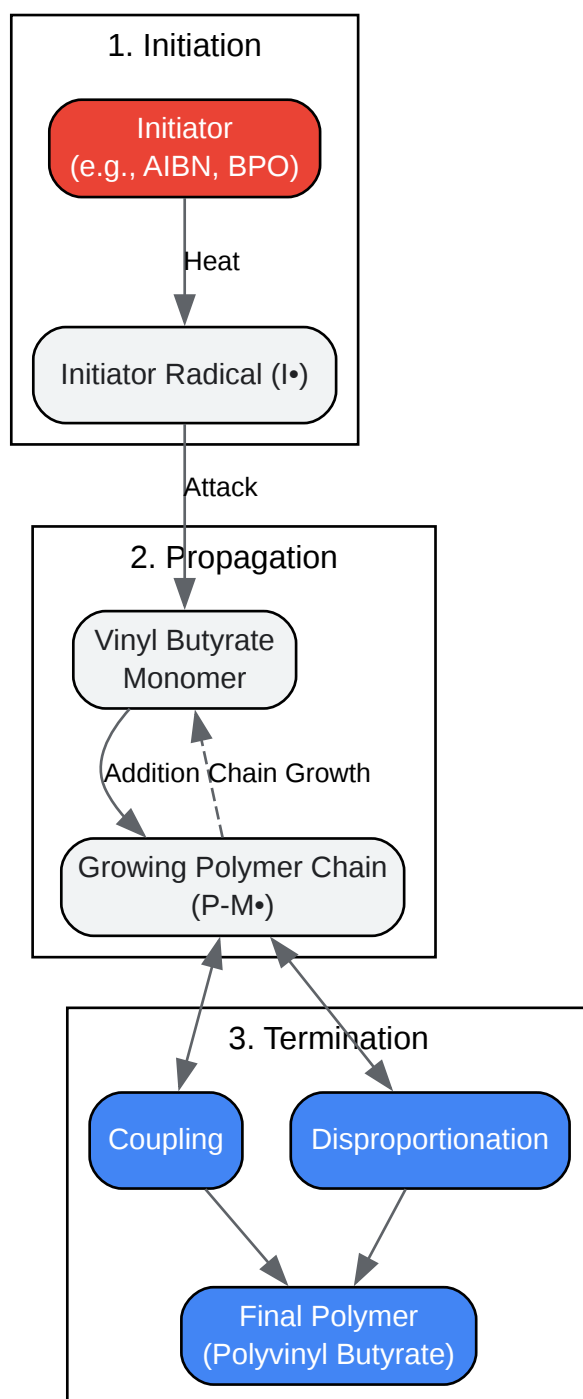 1. Initiation
Initiator
(e.g., AIBN, BPO)
Heat
Initiator Radical (I•)
Attack
2. Propagation
Vinyl Butyrate
Monomer
Addition
Chain Growth
Growing Polymer Chain
(P-M•)
3. Termination
Coupling
Disproportionation
Final Polymer
(Polyvinyl Butyrate)